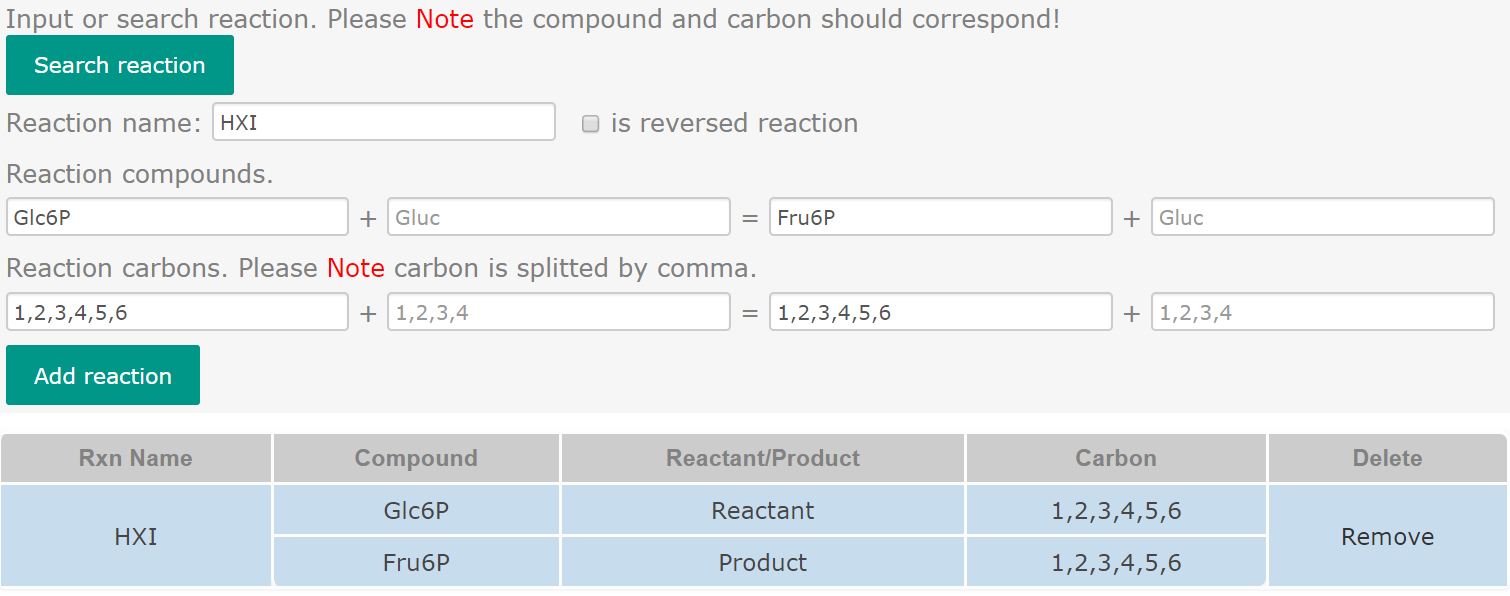 Input or search reaction. Please Note the compound and carbon should correspond!
Search reaction
Reaction name: HXI is reversed reaction
Reaction compounds.
Glc6P + Gluc = Fru6P + Gluc
Reaction carbons. Please Note carbon is splitted by comma.
1,2,3,4,5,6 + 1,2,3,4 = 1,2,3,4,5,6 + 1,2,3,4
Add reaction
Rxn Name Compound Reactant/Product Carbon Delete
HXI Glc6P Reactant 1,2,3,4,5,6 Remove
Fru6P Product 1,2,3,4,5,6